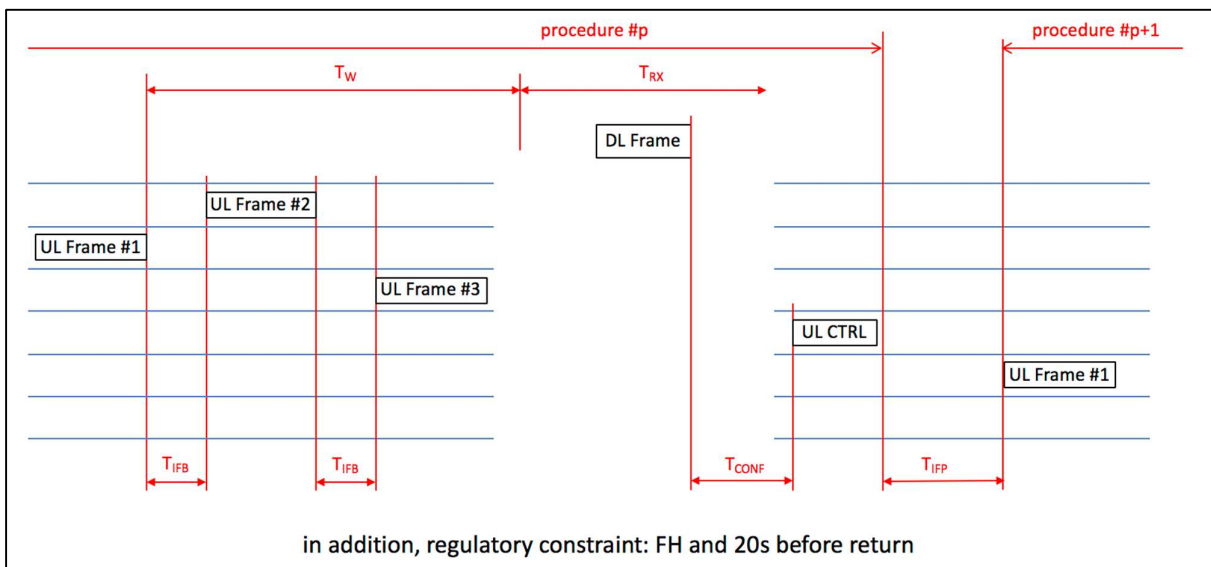 procedure #p
procedure #p+1
TW
TRX
DL Frame
UL Frame #2
UL Frame #1
UL Frame #3
UL CTRL
UL Frame #1
TIFB
TIFB
TCONF
TIFP
in addition, regulatory constraint: FH and 20s before return